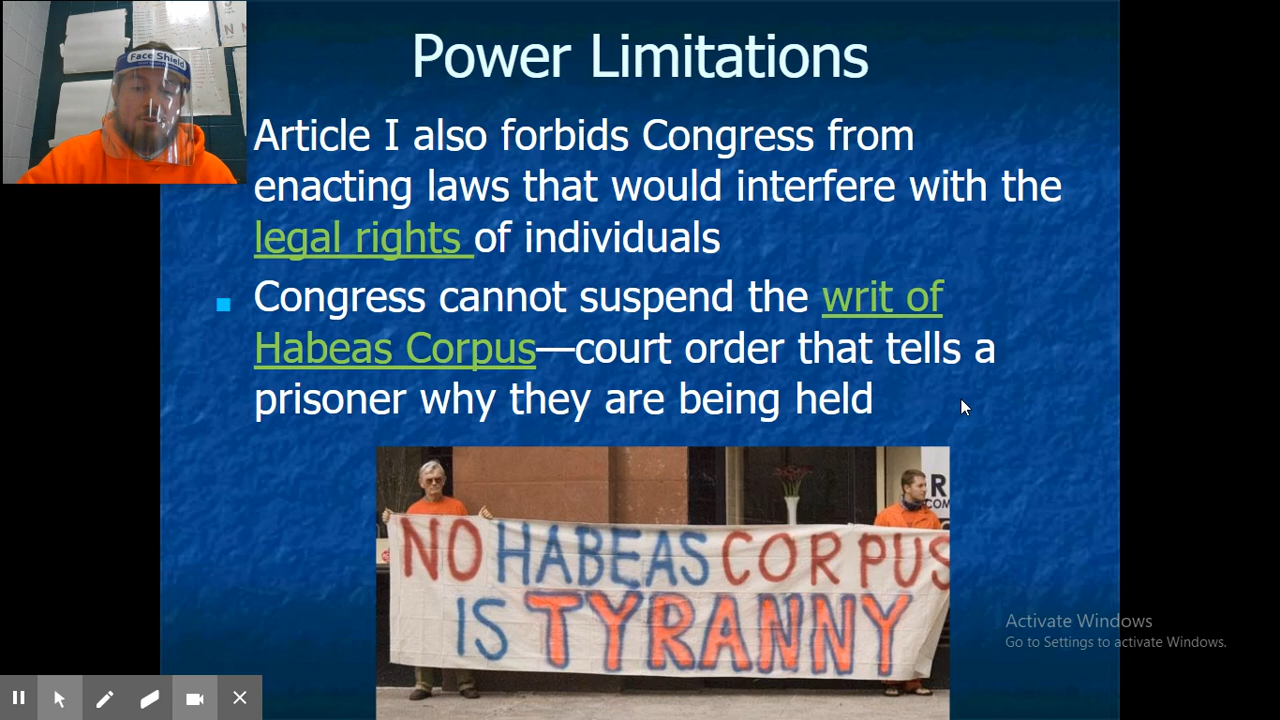 Face Shield
Power Limitations
Article I also forbids Congress from
enacting laws that would interfere with the
legal rights of individuals
Congress cannot suspend the writ of
Habeas Corpus—court order that tells a
prisoner why they are being held
R
COM
NO HABEAS CORPUS
IS TYRANNY
Activate Windows
Go to Settings to activate Windows.